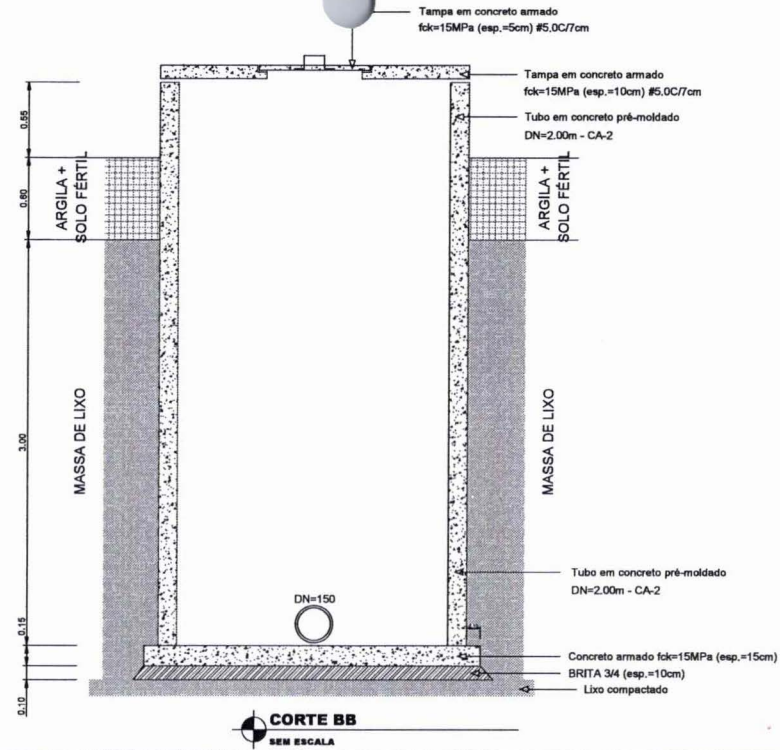 Tampa em concreto armado
fck=15MPa (esp.=5cm) #5.0C/7cm
Tampa em concreto armado
fck=15MPa (esp.=10cm) #5.0C/7cm
Tubo em concreto pré-moldado
DN=2.00m - CA-2
0.55
0.60
ARGILA +
SOLO FÉRTIL
ARGILA +
SOLO FÉRTIL
3.00
MASSA DE LIXO
MASSA DE LIXO
Tubo em concreto pré-moldado
DN=2.00m - CA-2
DN=150
0.15
Concreto armado fck=15MPa (esp.=15cm)
BRITA 3/4 (esp.=10cm)
Lixo compactado
0.10
CORTE BB
SEM ESCALA